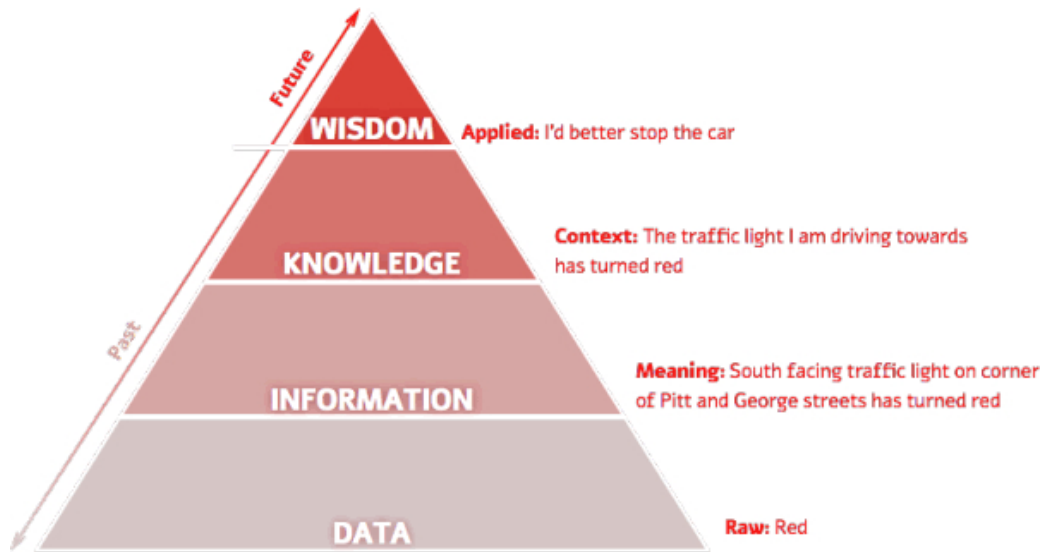 Future
WISDOM
Applied: I'd better stop the car
Context: The traffic light I am driving towards
has turned red
KNOWLEDGE
Past
Meaning: South facing traffic light on corner
of Pitt and George streets has turned red
INFORMATION
Raw: Red
DATA